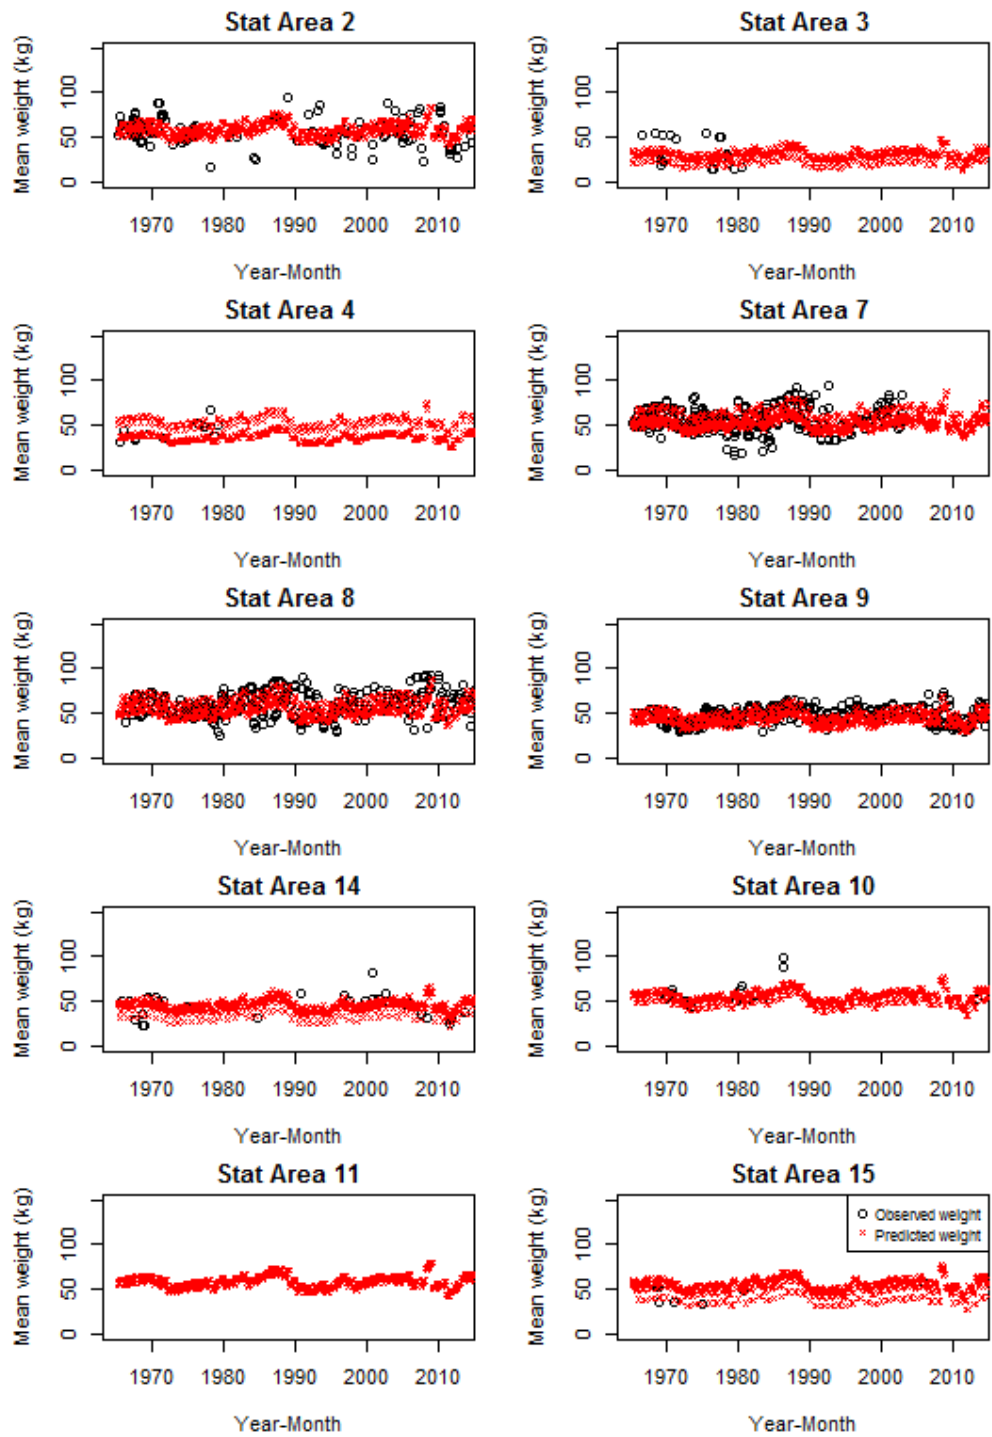 Stat Area 2
Mean weight (kg)
0 50 100
1970 1980 1990 2000 2010
Year-Month
Stat Area 3
Mean weight (kg)
0 50 100
1970 1980 1990 2000 2010
Year-Month
Stat Area 4
Mean weight (kg)
0 50 100
1970 1980 1990 2000 2010
Year-Month
Stat Area 7
Mean weight (kg)
0 50 100
1970 1980 1990 2000 2010
Year-Month
Stat Area 8
Mean weight (kg)
0 50 100
1970 1980 1990 2000 2010
Year-Month
Stat Area 9
Mean weight (kg)
0 50 100
1970 1980 1990 2000 2010
Year-Month
Stat Area 14
Mean weight (kg)
0 50 100
1970 1980 1990 2000 2010
Year-Month
Stat Area 10
Mean weight (kg)
0 50 100
1970 1980 1990 2000 2010
Year-Month
Stat Area 11
Mean weight (kg)
0 50 100
1970 1980 1990 2000 2010
Year-Month
Stat Area 15
Mean weight (kg)
0 50 100
Observed weight
Predicted weight
1970 1980 1990 2000 2010
Year-Month